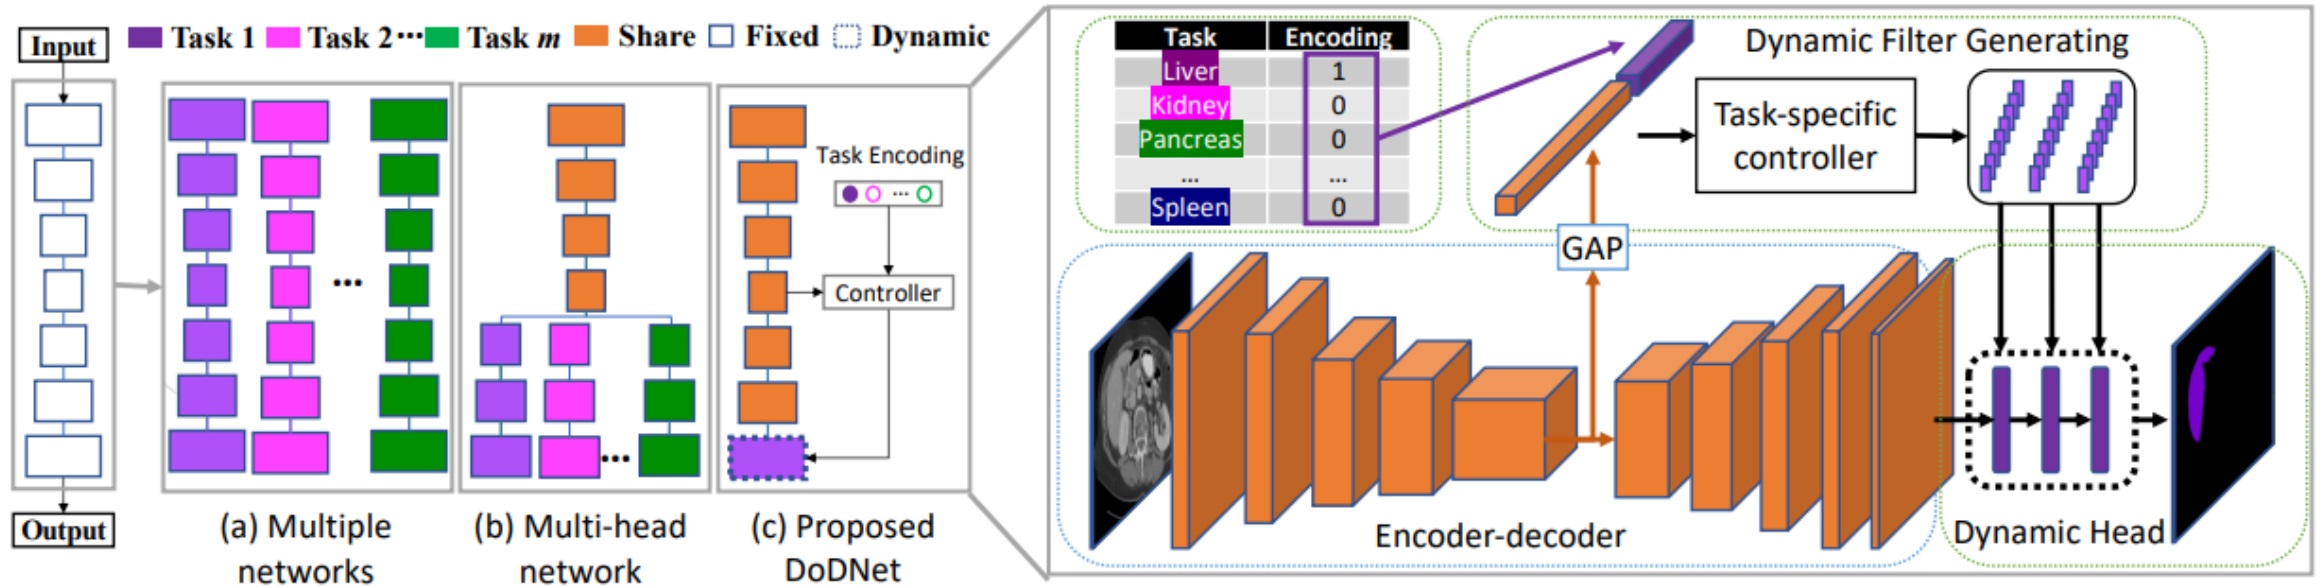 Input
Task 1 Task 2 ... Task m Share Fixed Dynamic
Output
(a) Multiple
networks
...
(b) Multi-head
network
...
Task Encoding
...
Controller
(c) Proposed
DoDNet
Task Encoding
Liver 1
Kidney 0
Pancreas 0
... ...
Spleen 0
Dynamic Filter Generating
Task-specific
controller
GAP
Encoder-decoder
Dynamic Head